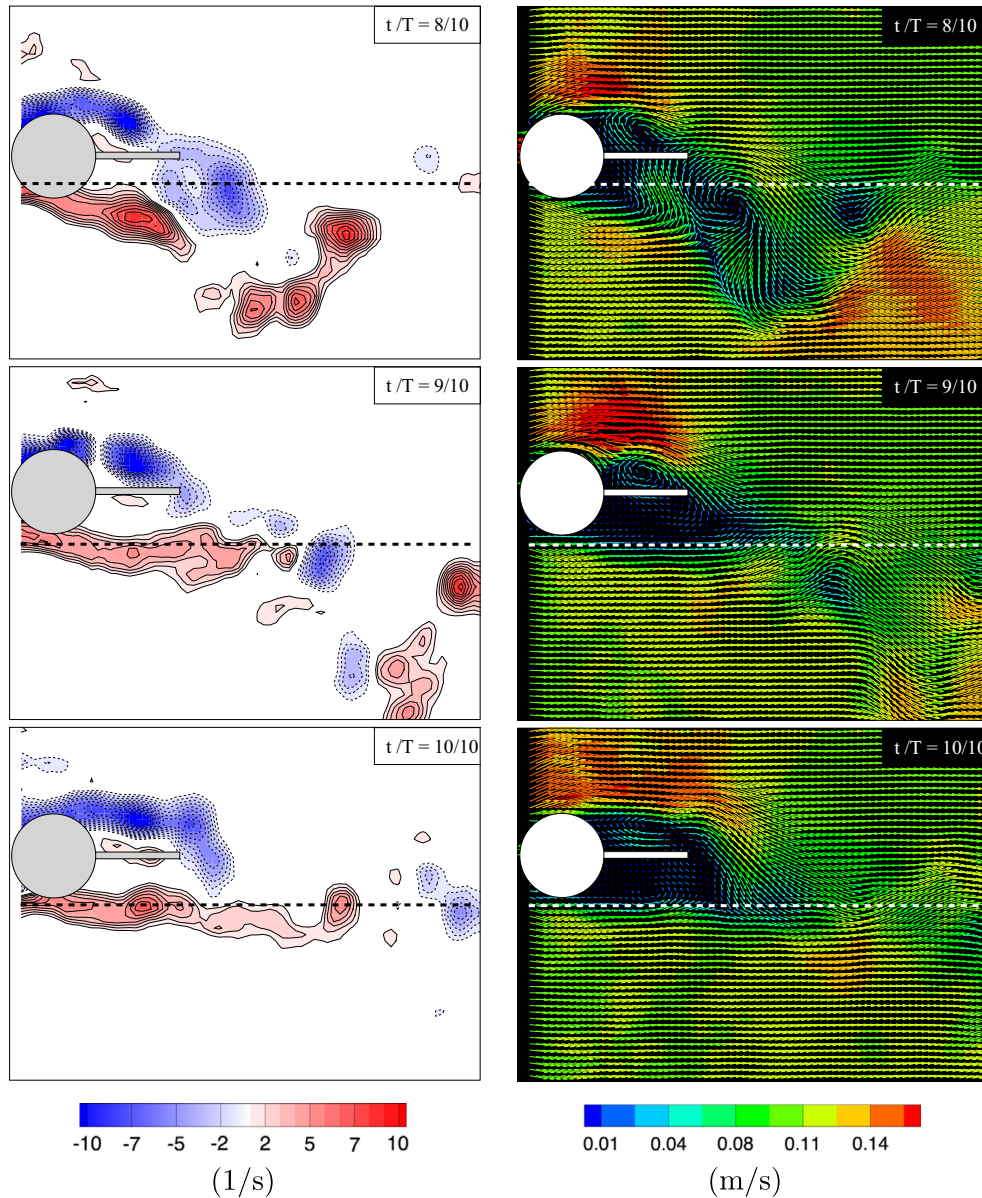 t /T = 8/10
t /T = 8/10
t /T = 9/10
t /T = 9/10
t /T = 10/10
t /T = 10/10
-10 -7 -5 -2 2 5 7 10
0.01 0.04 0.08 0.11 0.14
(1/s)
(m/s)